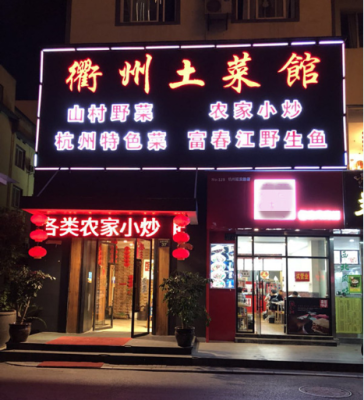 衢州土菜館
山村野菜 农家小炒
杭州特色菜 富春江野生鱼
各类农家小炒